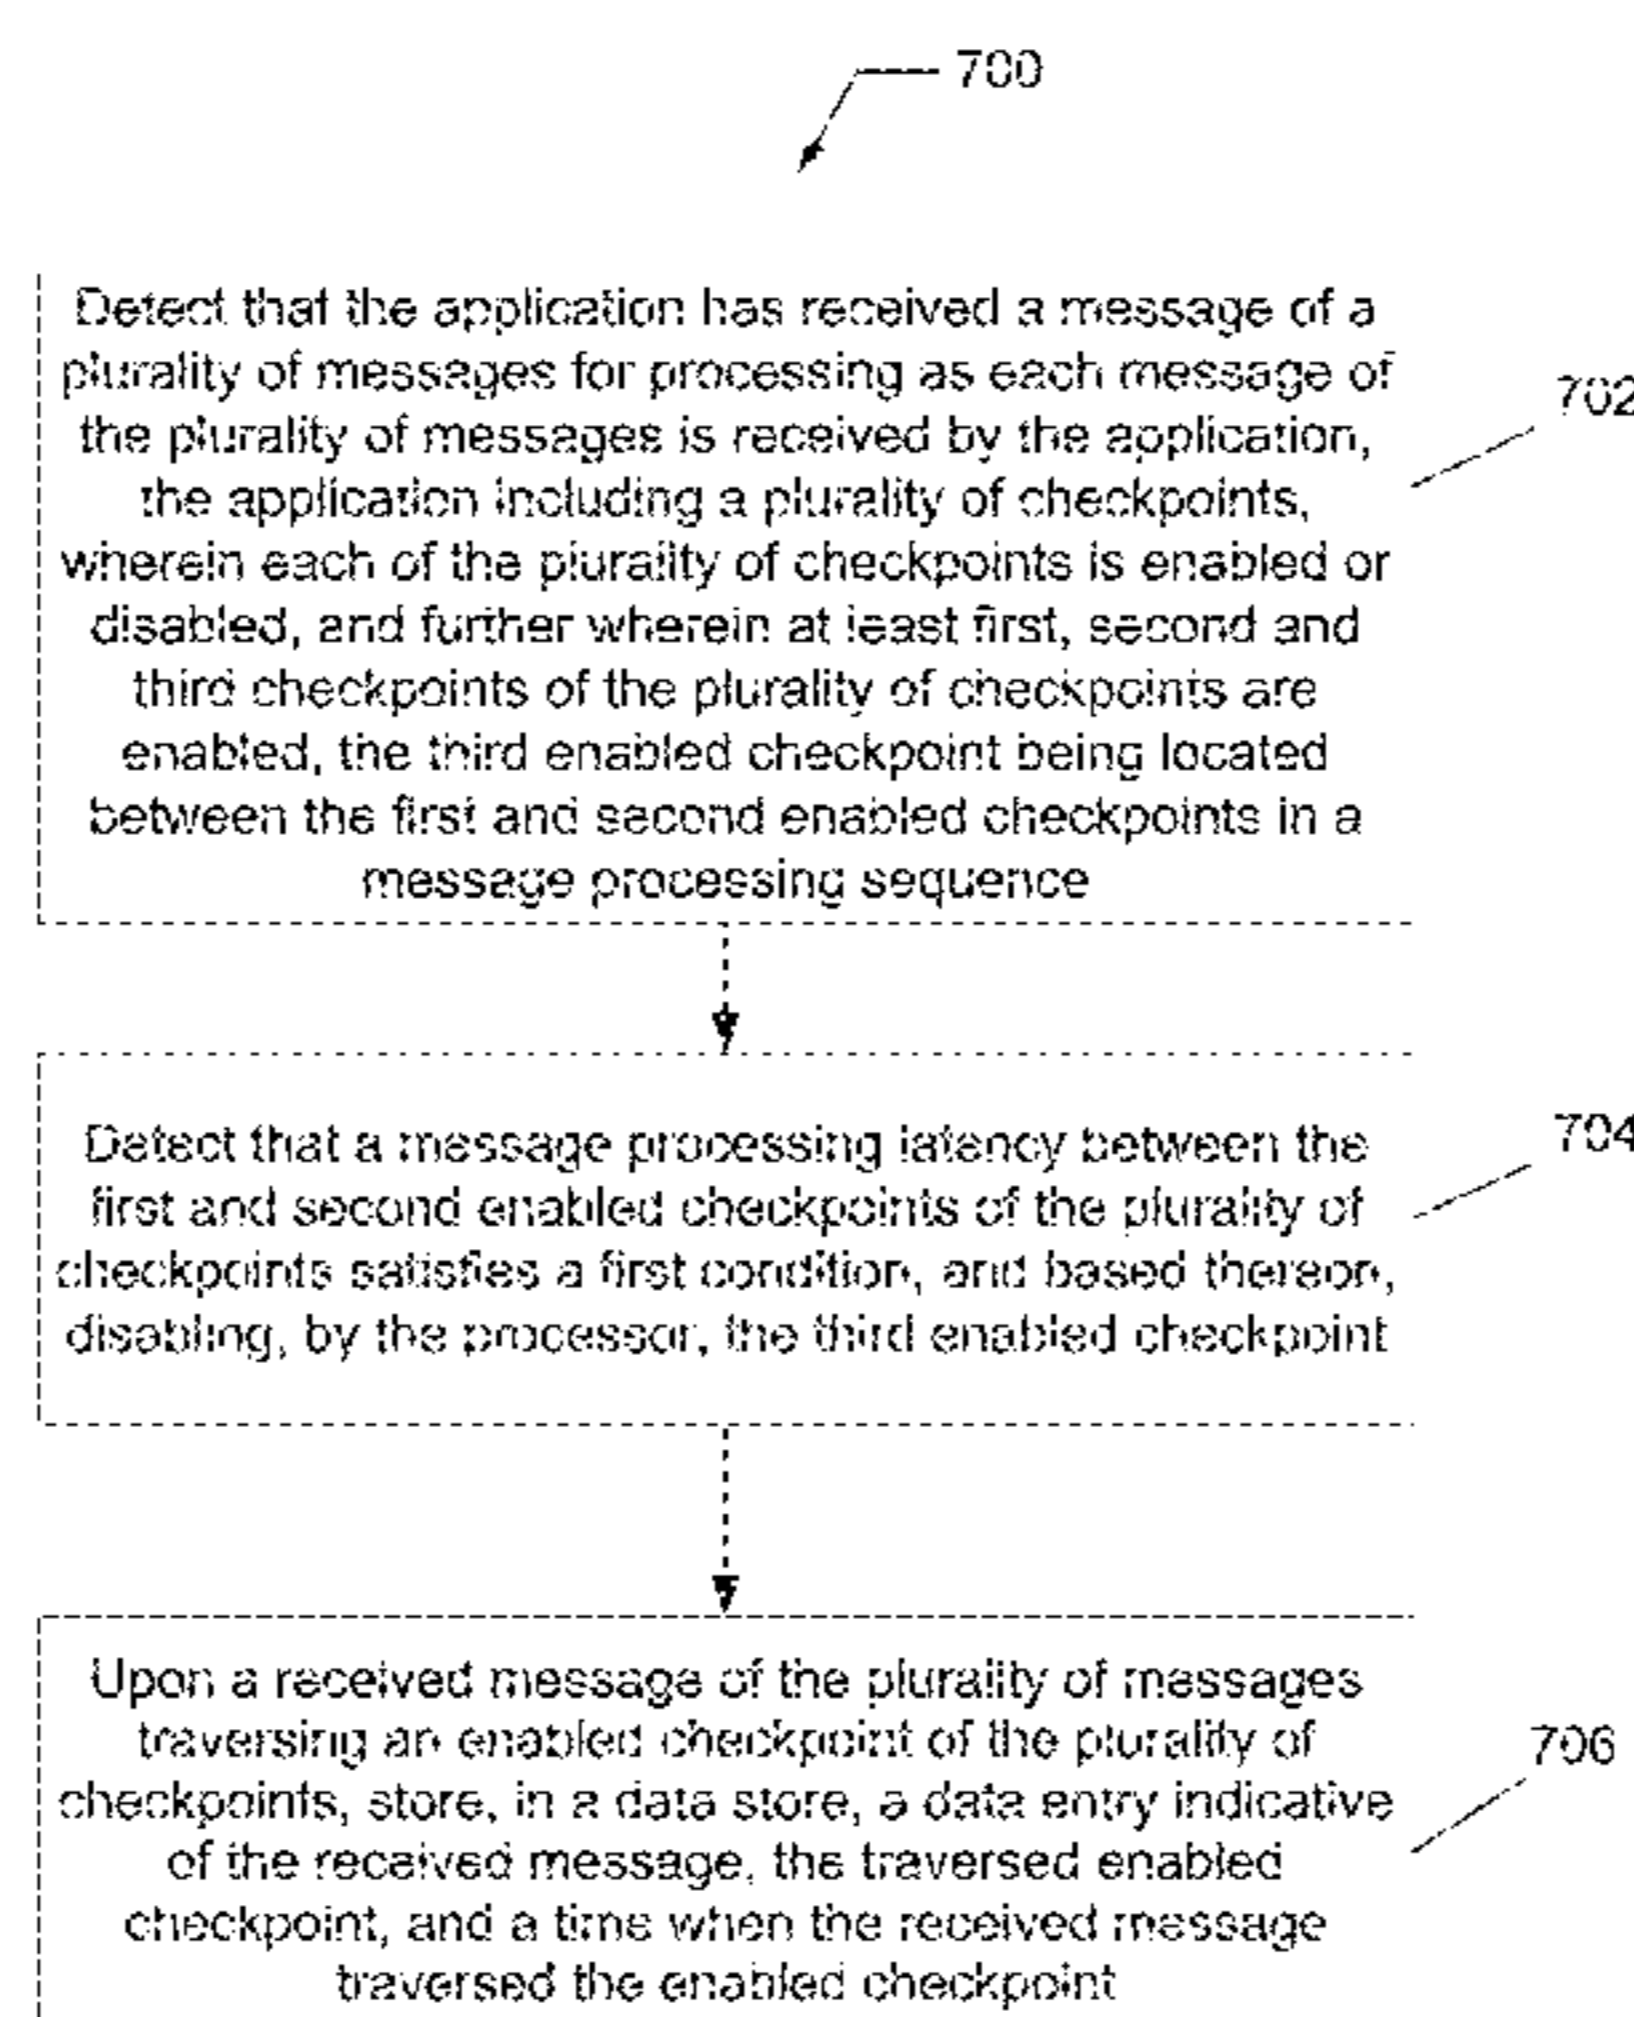 700
Detect that the application has received a message of a
plurality of messages for processing as each message of
the plurality of messages is received by the application,
the application including a plurality of checkpoints,
wherein each of the plurality of checkpoints is enabled or
disabled, and further wherein at least first, second and
third checkpoints of the plurality of checkpoints are
enabled, the third enabled checkpoint being located
between the first and second enabled checkpoints in a
message processing sequence
702
Detect that a message processing latency between the
first and second enabled checkpoints of the plurality of
checkpoints satisfies a first condition, and based thereon,
disabling, by the processor, the third enabled checkpoint
704
Upon a received message of the plurality of messages
traversing an enabled checkpoint of the plurality of
checkpoints, store, in a data store, a data entry indicative
of the received message, the traversed enabled
checkpoint, and a time when the received message
traversed the enabled checkpoint
706